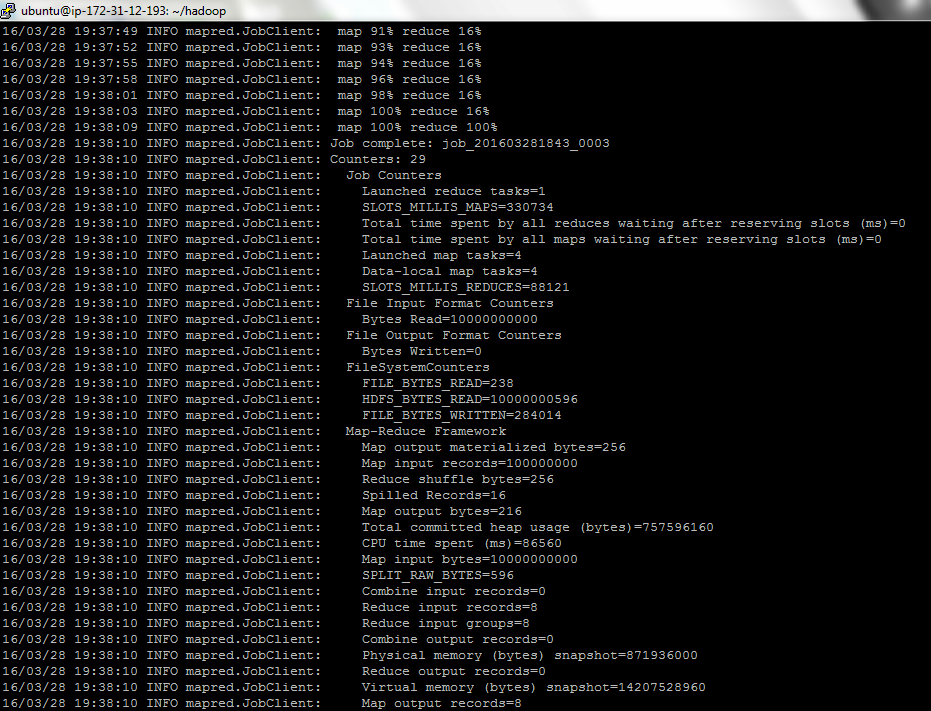 ubuntu@ip-172-31-12-193: ~/hadoop
16/03/28 19:37:49 INFO mapred.JobClient:  map 91% reduce 16%
16/03/28 19:37:52 INFO mapred.JobClient:  map 93% reduce 16%
16/03/28 19:37:55 INFO mapred.JobClient:  map 94% reduce 16%
16/03/28 19:37:58 INFO mapred.JobClient:  map 96% reduce 16%
16/03/28 19:38:01 INFO mapred.JobClient:  map 98% reduce 16%
16/03/28 19:38:03 INFO mapred.JobClient:  map 100% reduce 16%
16/03/28 19:38:09 INFO mapred.JobClient:  map 100% reduce 100%
16/03/28 19:38:10 INFO mapred.JobClient: Job complete: job_201603281843_0003
16/03/28 19:38:10 INFO mapred.JobClient: Counters: 29
16/03/28 19:38:10 INFO mapred.JobClient:   Job Counters
16/03/28 19:38:10 INFO mapred.JobClient:     Launched reduce tasks=1
16/03/28 19:38:10 INFO mapred.JobClient:     SLOTS_MILLIS_MAPS=330734
16/03/28 19:38:10 INFO mapred.JobClient:     Total time spent by all reduces waiting after reserving slots (ms)=0
16/03/28 19:38:10 INFO mapred.JobClient:     Total time spent by all maps waiting after reserving slots (ms)=0
16/03/28 19:38:10 INFO mapred.JobClient:     Launched map tasks=4
16/03/28 19:38:10 INFO mapred.JobClient:     Data-local map tasks=4
16/03/28 19:38:10 INFO mapred.JobClient:     SLOTS_MILLIS_REDUCES=88121
16/03/28 19:38:10 INFO mapred.JobClient:   File Input Format Counters
16/03/28 19:38:10 INFO mapred.JobClient:     Bytes Read=10000000000
16/03/28 19:38:10 INFO mapred.JobClient:   File Output Format Counters
16/03/28 19:38:10 INFO mapred.JobClient:     Bytes Written=0
16/03/28 19:38:10 INFO mapred.JobClient:   FileSystemCounters
16/03/28 19:38:10 INFO mapred.JobClient:     FILE_BYTES_READ=238
16/03/28 19:38:10 INFO mapred.JobClient:     HDFS_BYTES_READ=10000000596
16/03/28 19:38:10 INFO mapred.JobClient:     FILE_BYTES_WRITTEN=284014
16/03/28 19:38:10 INFO mapred.JobClient:   Map-Reduce Framework
16/03/28 19:38:10 INFO mapred.JobClient:     Map output materialized bytes=256
16/03/28 19:38:10 INFO mapred.JobClient:     Map input records=100000000
16/03/28 19:38:10 INFO mapred.JobClient:     Reduce shuffle bytes=256
16/03/28 19:38:10 INFO mapred.JobClient:     Spilled Records=16
16/03/28 19:38:10 INFO mapred.JobClient:     Map output bytes=216
16/03/28 19:38:10 INFO mapred.JobClient:     Total committed heap usage (bytes)=757596160
16/03/28 19:38:10 INFO mapred.JobClient:     CPU time spent (ms)=86560
16/03/28 19:38:10 INFO mapred.JobClient:     Map input bytes=10000000000
16/03/28 19:38:10 INFO mapred.JobClient:     SPLIT_RAW_BYTES=596
16/03/28 19:38:10 INFO mapred.JobClient:     Combine input records=0
16/03/28 19:38:10 INFO mapred.JobClient:     Reduce input records=8
16/03/28 19:38:10 INFO mapred.JobClient:     Reduce input groups=8
16/03/28 19:38:10 INFO mapred.JobClient:     Combine output records=0
16/03/28 19:38:10 INFO mapred.JobClient:     Physical memory (bytes) snapshot=871936000
16/03/28 19:38:10 INFO mapred.JobClient:     Reduce output records=0
16/03/28 19:38:10 INFO mapred.JobClient:     Virtual memory (bytes) snapshot=14207528960
16/03/28 19:38:10 INFO mapred.JobClient:     Map output records=8